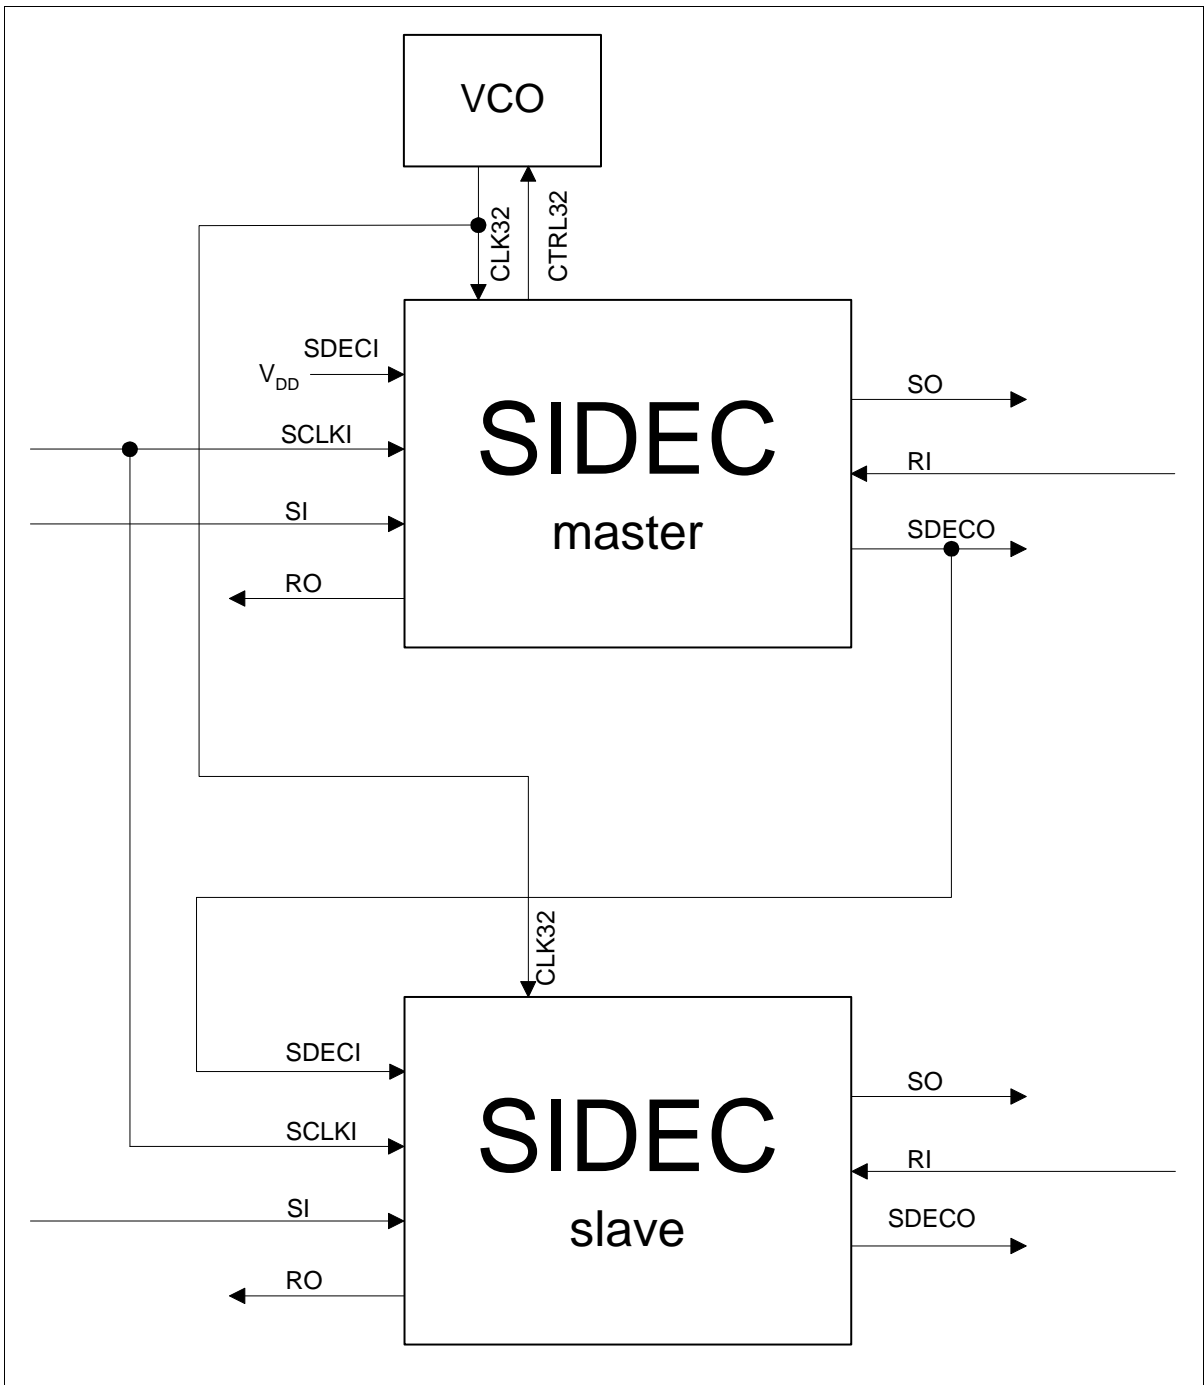 VCO
CLK32
CTRL32
SDECI
VDD
SCLKI
SI
RO
SIDEC
master
SO
RI
SDECO
CLK32
SDECI
SCLKI
SI
RO
SIDEC
slave
SO
RI
SDECO